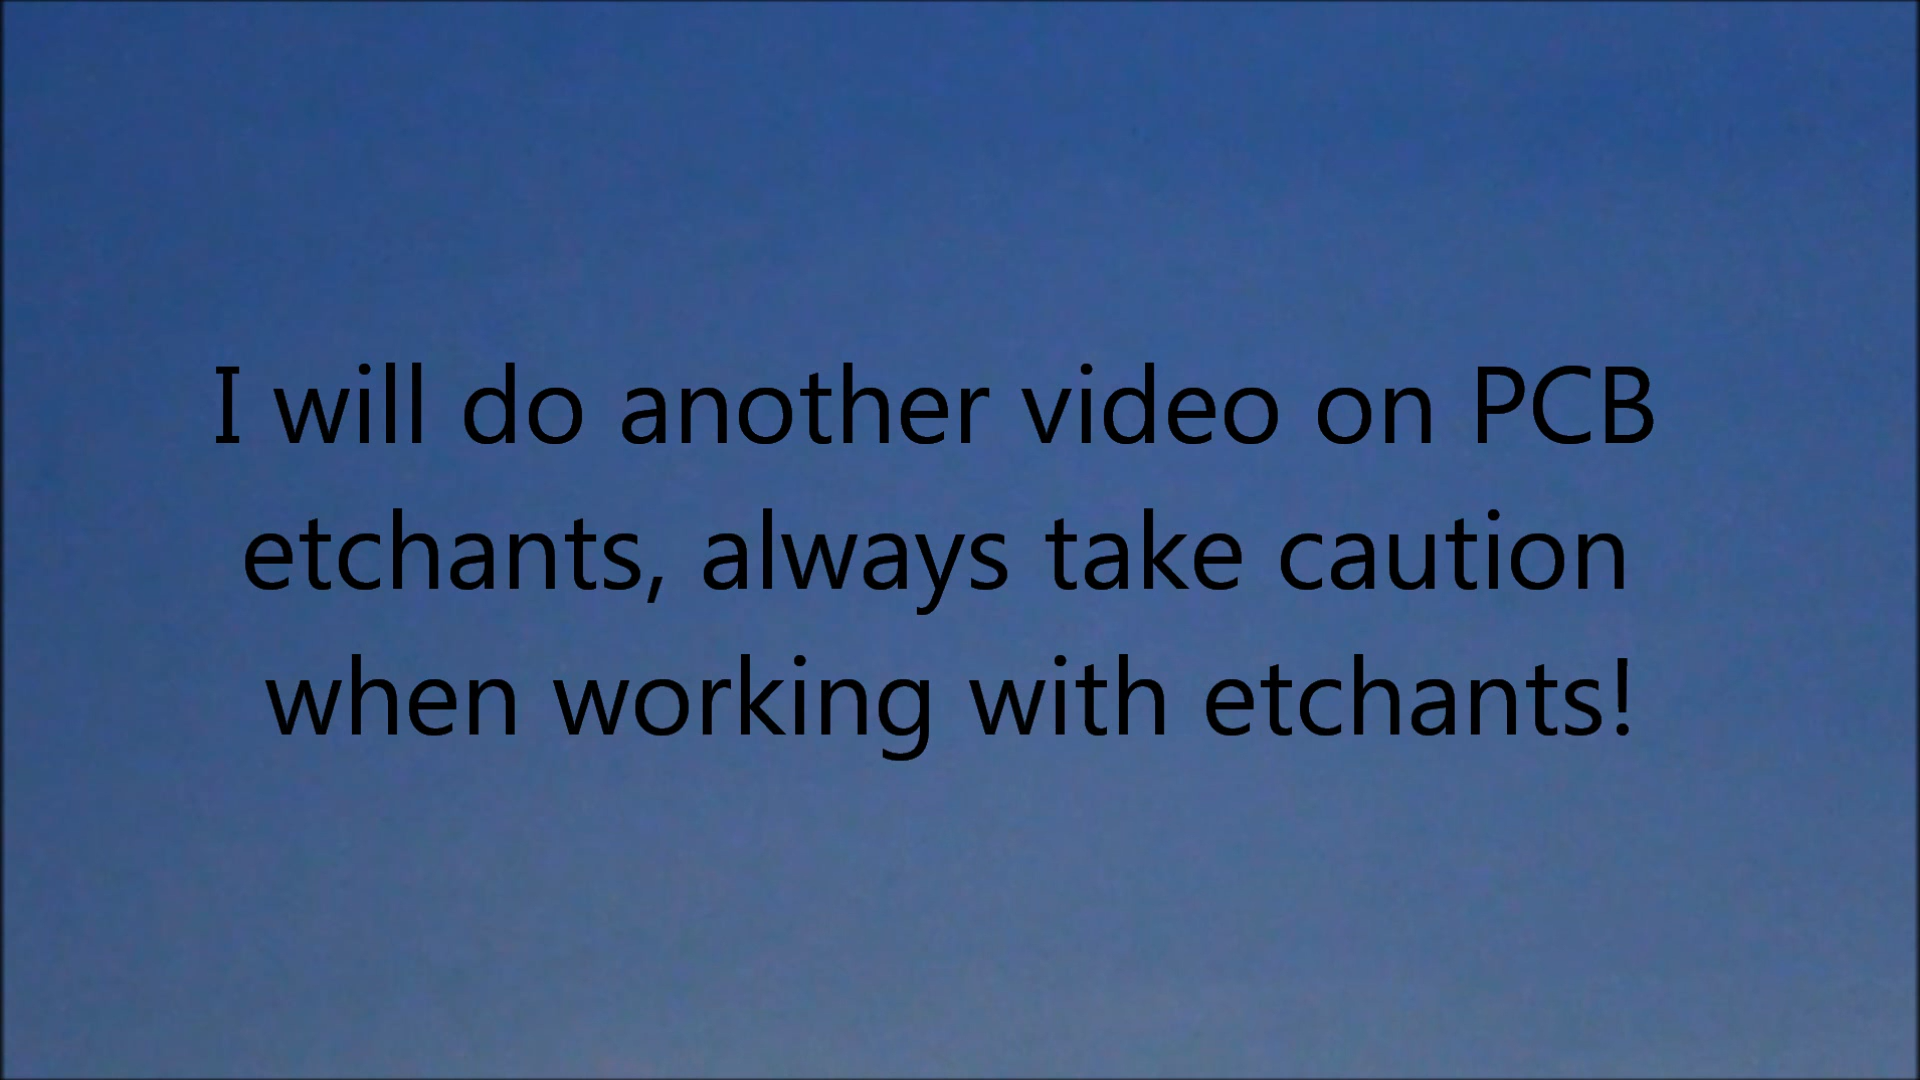 I will do another video on PCB
etchants, always take caution
when working with etchants!